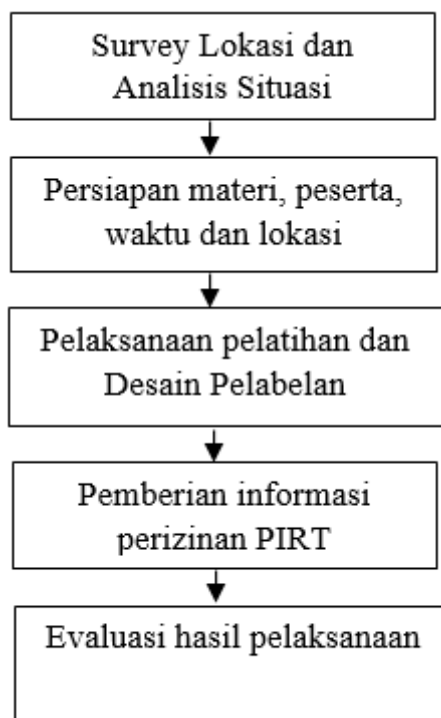 Survey Lokasi dan
Analisis Situasi
Persiapan materi, peserta,
waktu dan lokasi
Pelaksanaan pelatihan dan
Desain Pelabelan
Pemberian informasi
perizinan PIRT
Evaluasi hasil pelaksanaan